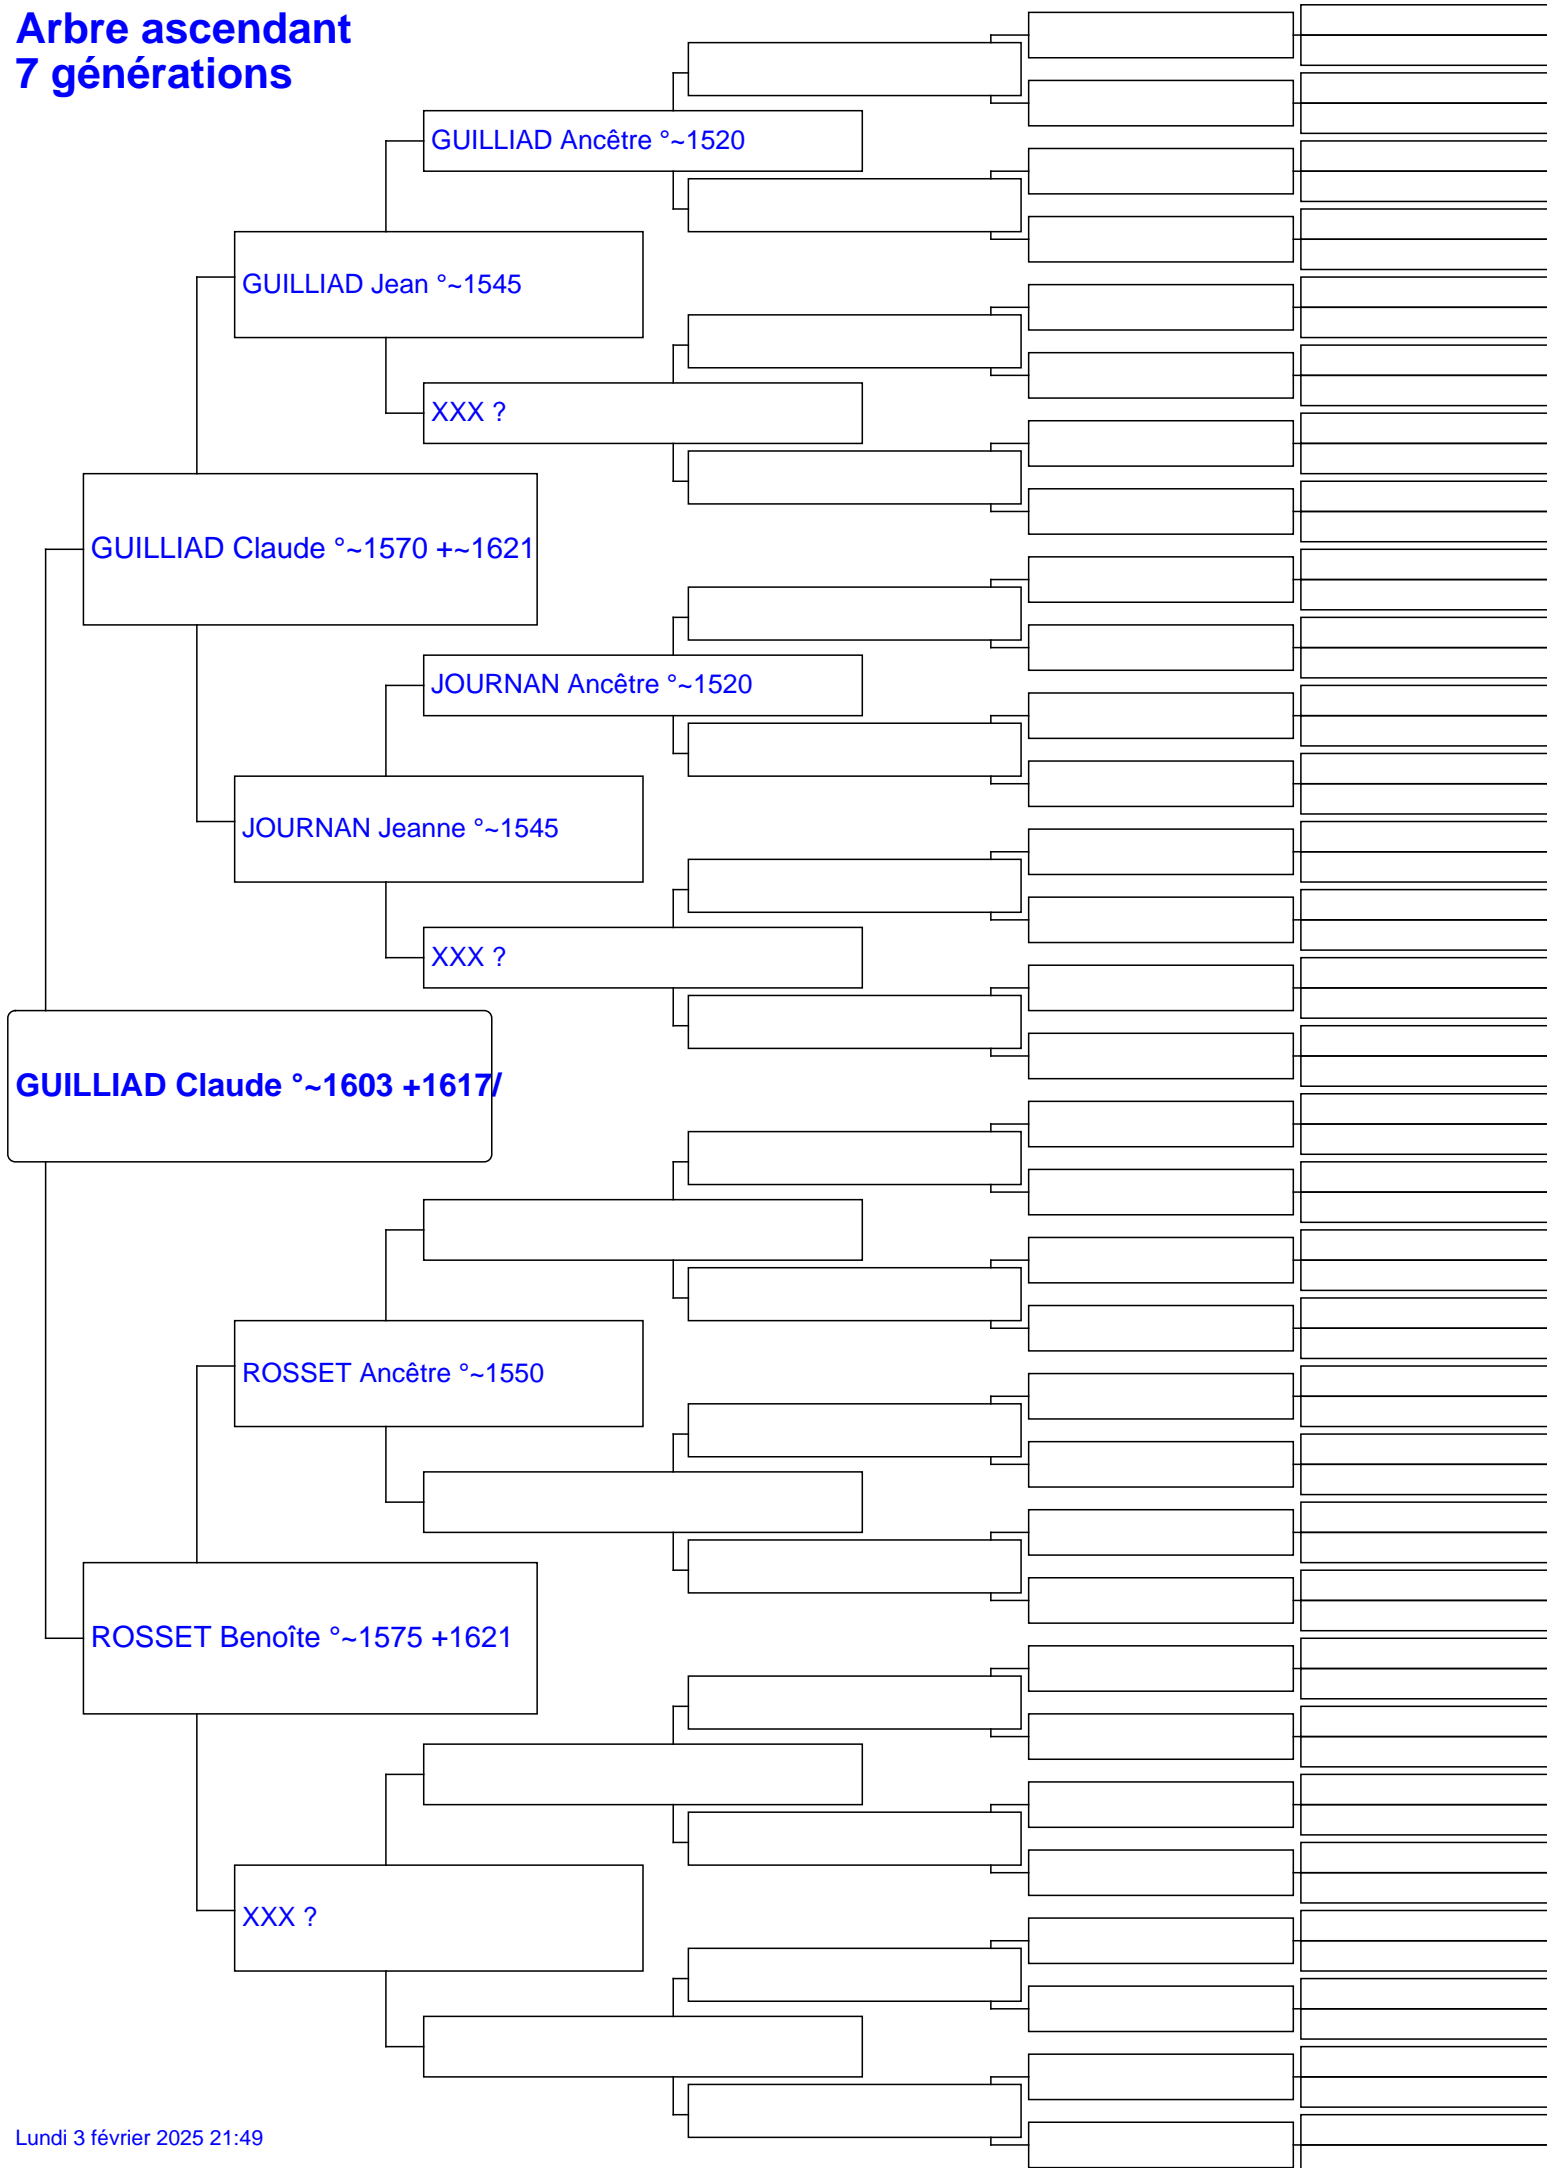 Arbre ascendant
7 générations
GUILLIAD Ancêtre °~1520
GUILLIAD Jean °~1545
XXX ?
GUILLIAD Claude °~1570 +~1621
JOURNAN Ancêtre °~1520
JOURNAN Jeanne °~1545
XXX ?
GUILLIAD Claude °~1603 +1617/
ROSSET Ancêtre °~1550
ROSSET Benoîte °~1575 +1621
XXX ?
Lundi 3 février 2025 21:49